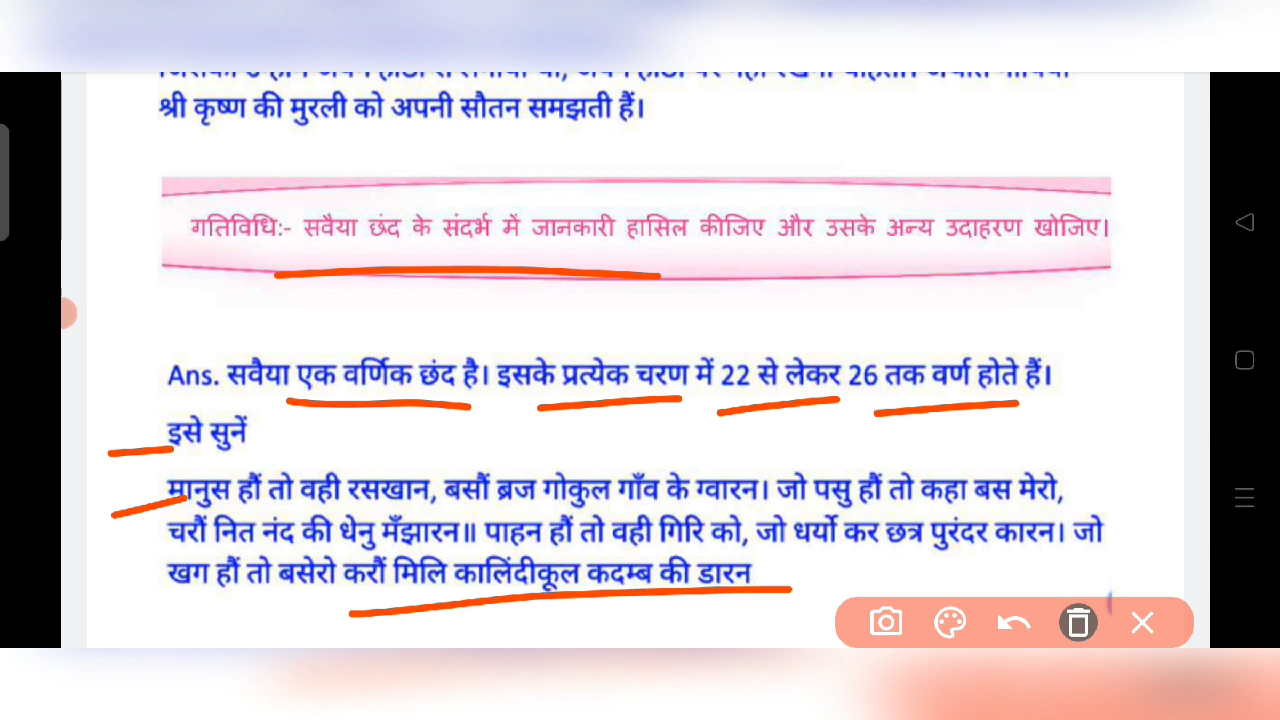 श्री कृष्ण की मुरली को अपनी सौतन समझती हैं।
गतिविधि:- सवैया छंद के संदर्भ में जानकारी हासिल कीजिए और उसके अन्य उदाहरण खोजिए।
Ans. सवैया एक वर्णिक छंद है। इसके प्रत्येक चरण में 22 से लेकर 26 तक वर्ण होते हैं।
इसे सुनें
मानुस हौं तो वही रसखान, बसौं ब्रज गोकुल गाँव के ग्वारन। जो पसु हौं तो कहा बस मेरो,
चरौं नित नंद की धेनु मँझारन॥ पाहन हौं तो वही गिरि को, जो धर्यो कर छत्र पुरंदर कारन। जो
खग हौं तो बसेरो करौं मिलि कालिंदीकूल कदम्ब की डारन